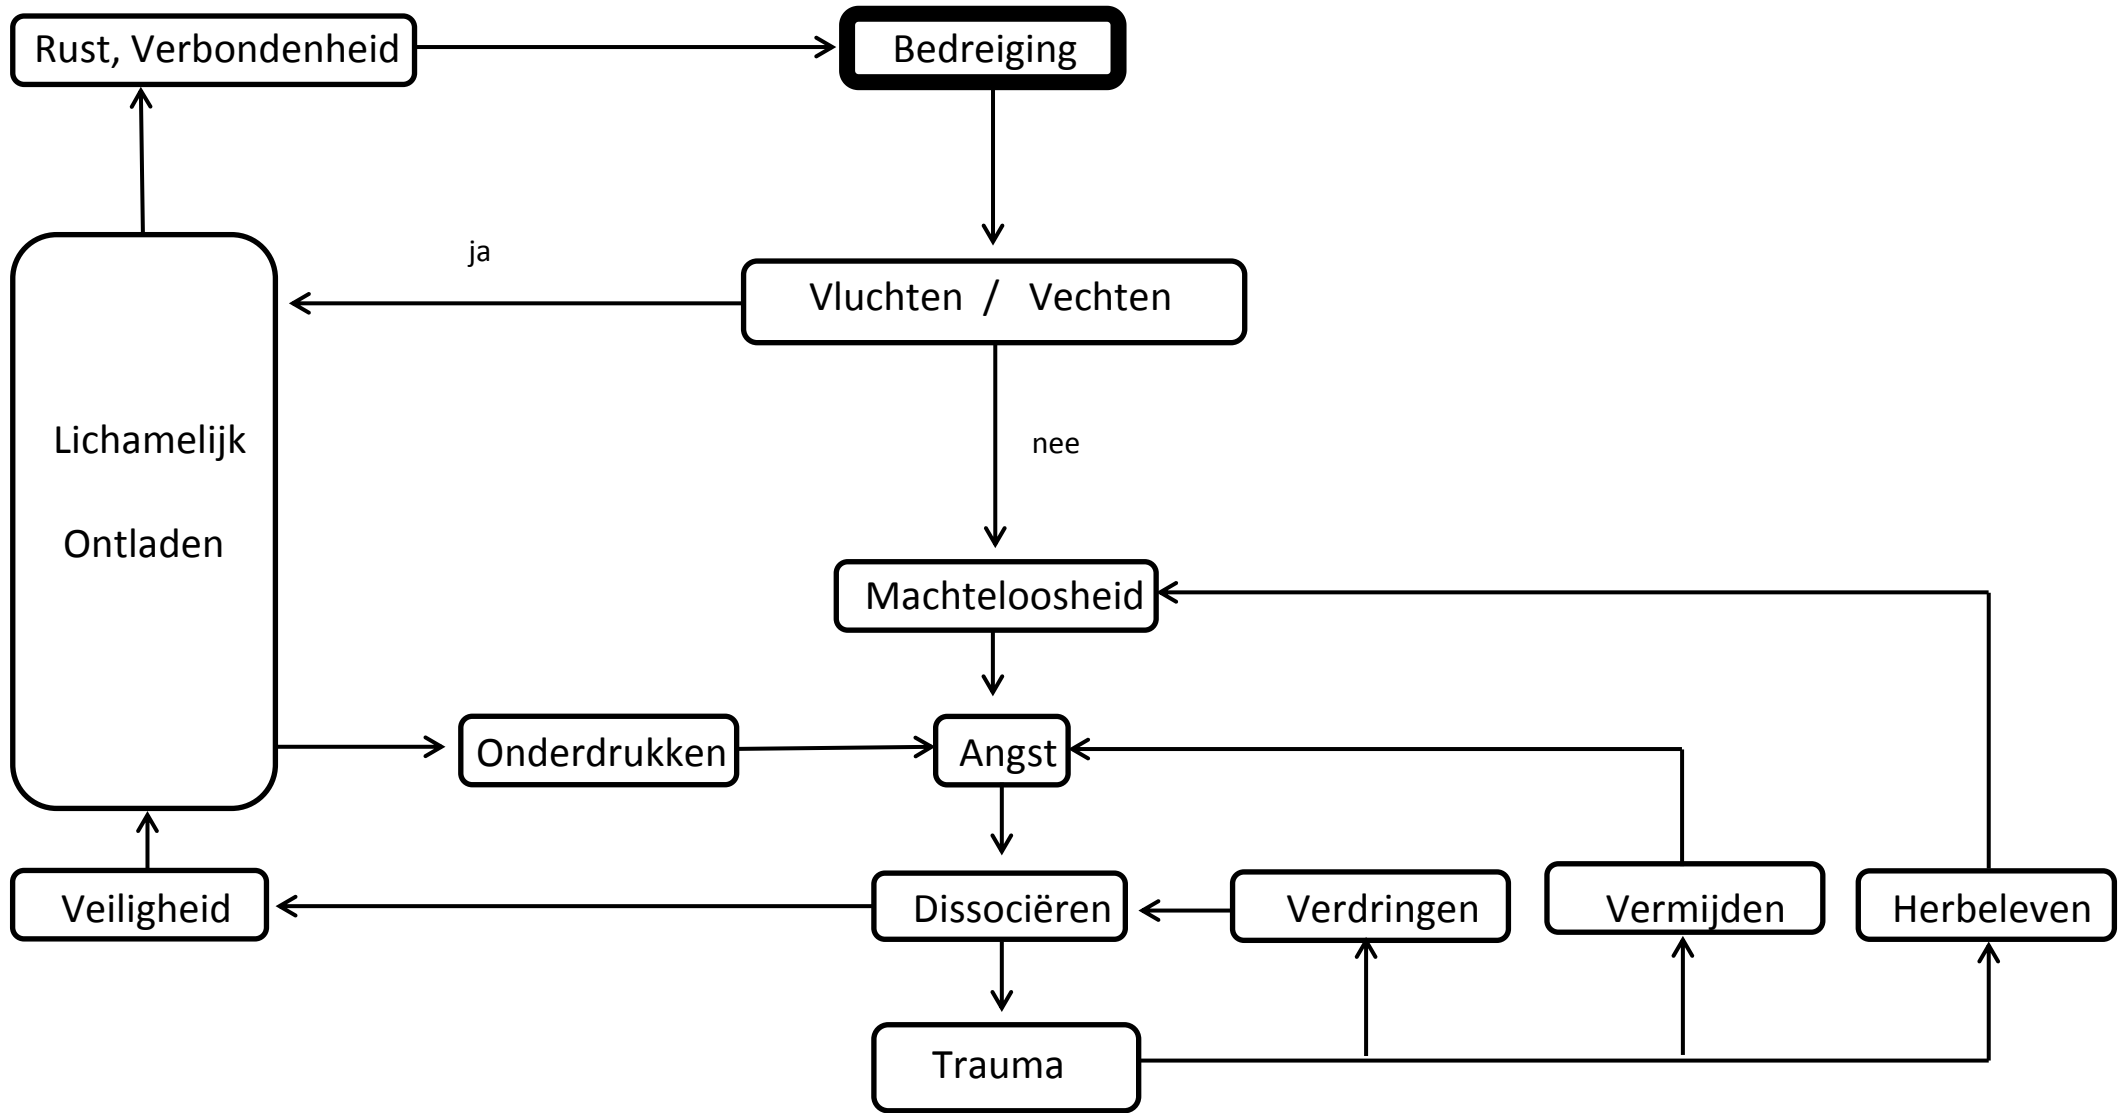 Rust, Verbondenheid
Bedreiging
ja
Vluchten / Vechten
Lichamelijk
nee
Ontladen
Machteloosheid
Onderdrukken
Angst
Veiligheid
Dissociëren
Verdringen
Vermijden
Herbeleven
Trauma